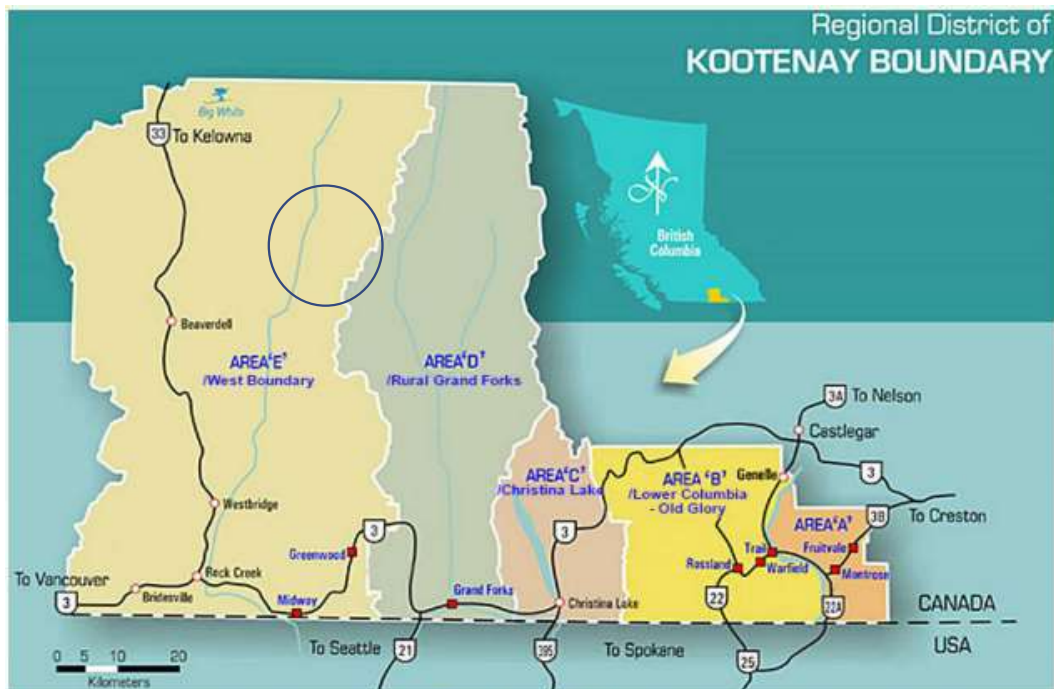 Regional District of
KOOTENAY BOUNDARY
Big White
33
To Kelowna
British
Columbia
Beaverdell
AREA‘E’
/West Boundary
AREA‘D’
/Rural Grand Forks
3A
To Nelson
Castlegar
AREA‘C’
/Christina Lake
AREA ‘B’
/Lower Columbia
- Old Glory
Genelle
3
Westbridge
AREA‘A’
3B
To Creston
3
3
Greenwood
Trail
Fruitvale
To Vancouver
Rock Creek
Rossland
Warfield
Montrose
3
Bridesville
Midway
Grand Forks
Christina Lake
22
22A
CANADA
To Seattle
21
395
To Spokane
25
USA
0 5 10 20
Kilometers